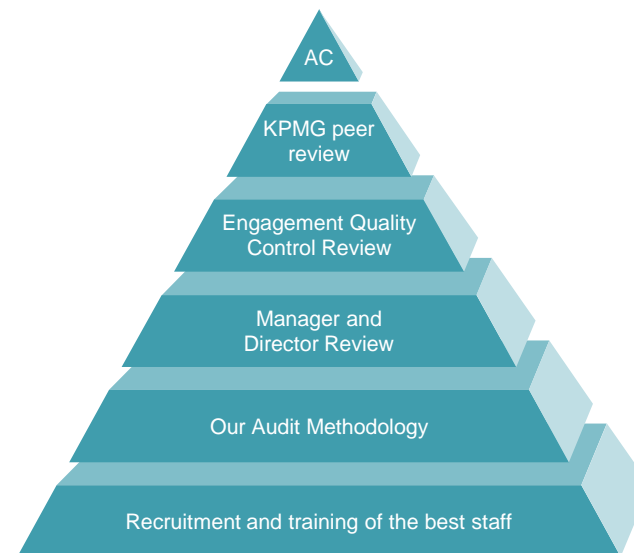 AC
KPMG peer
review
Engagement Quality
Control Review
Manager and
Director Review
Our Audit Methodology
Recruitment and training of the best staff